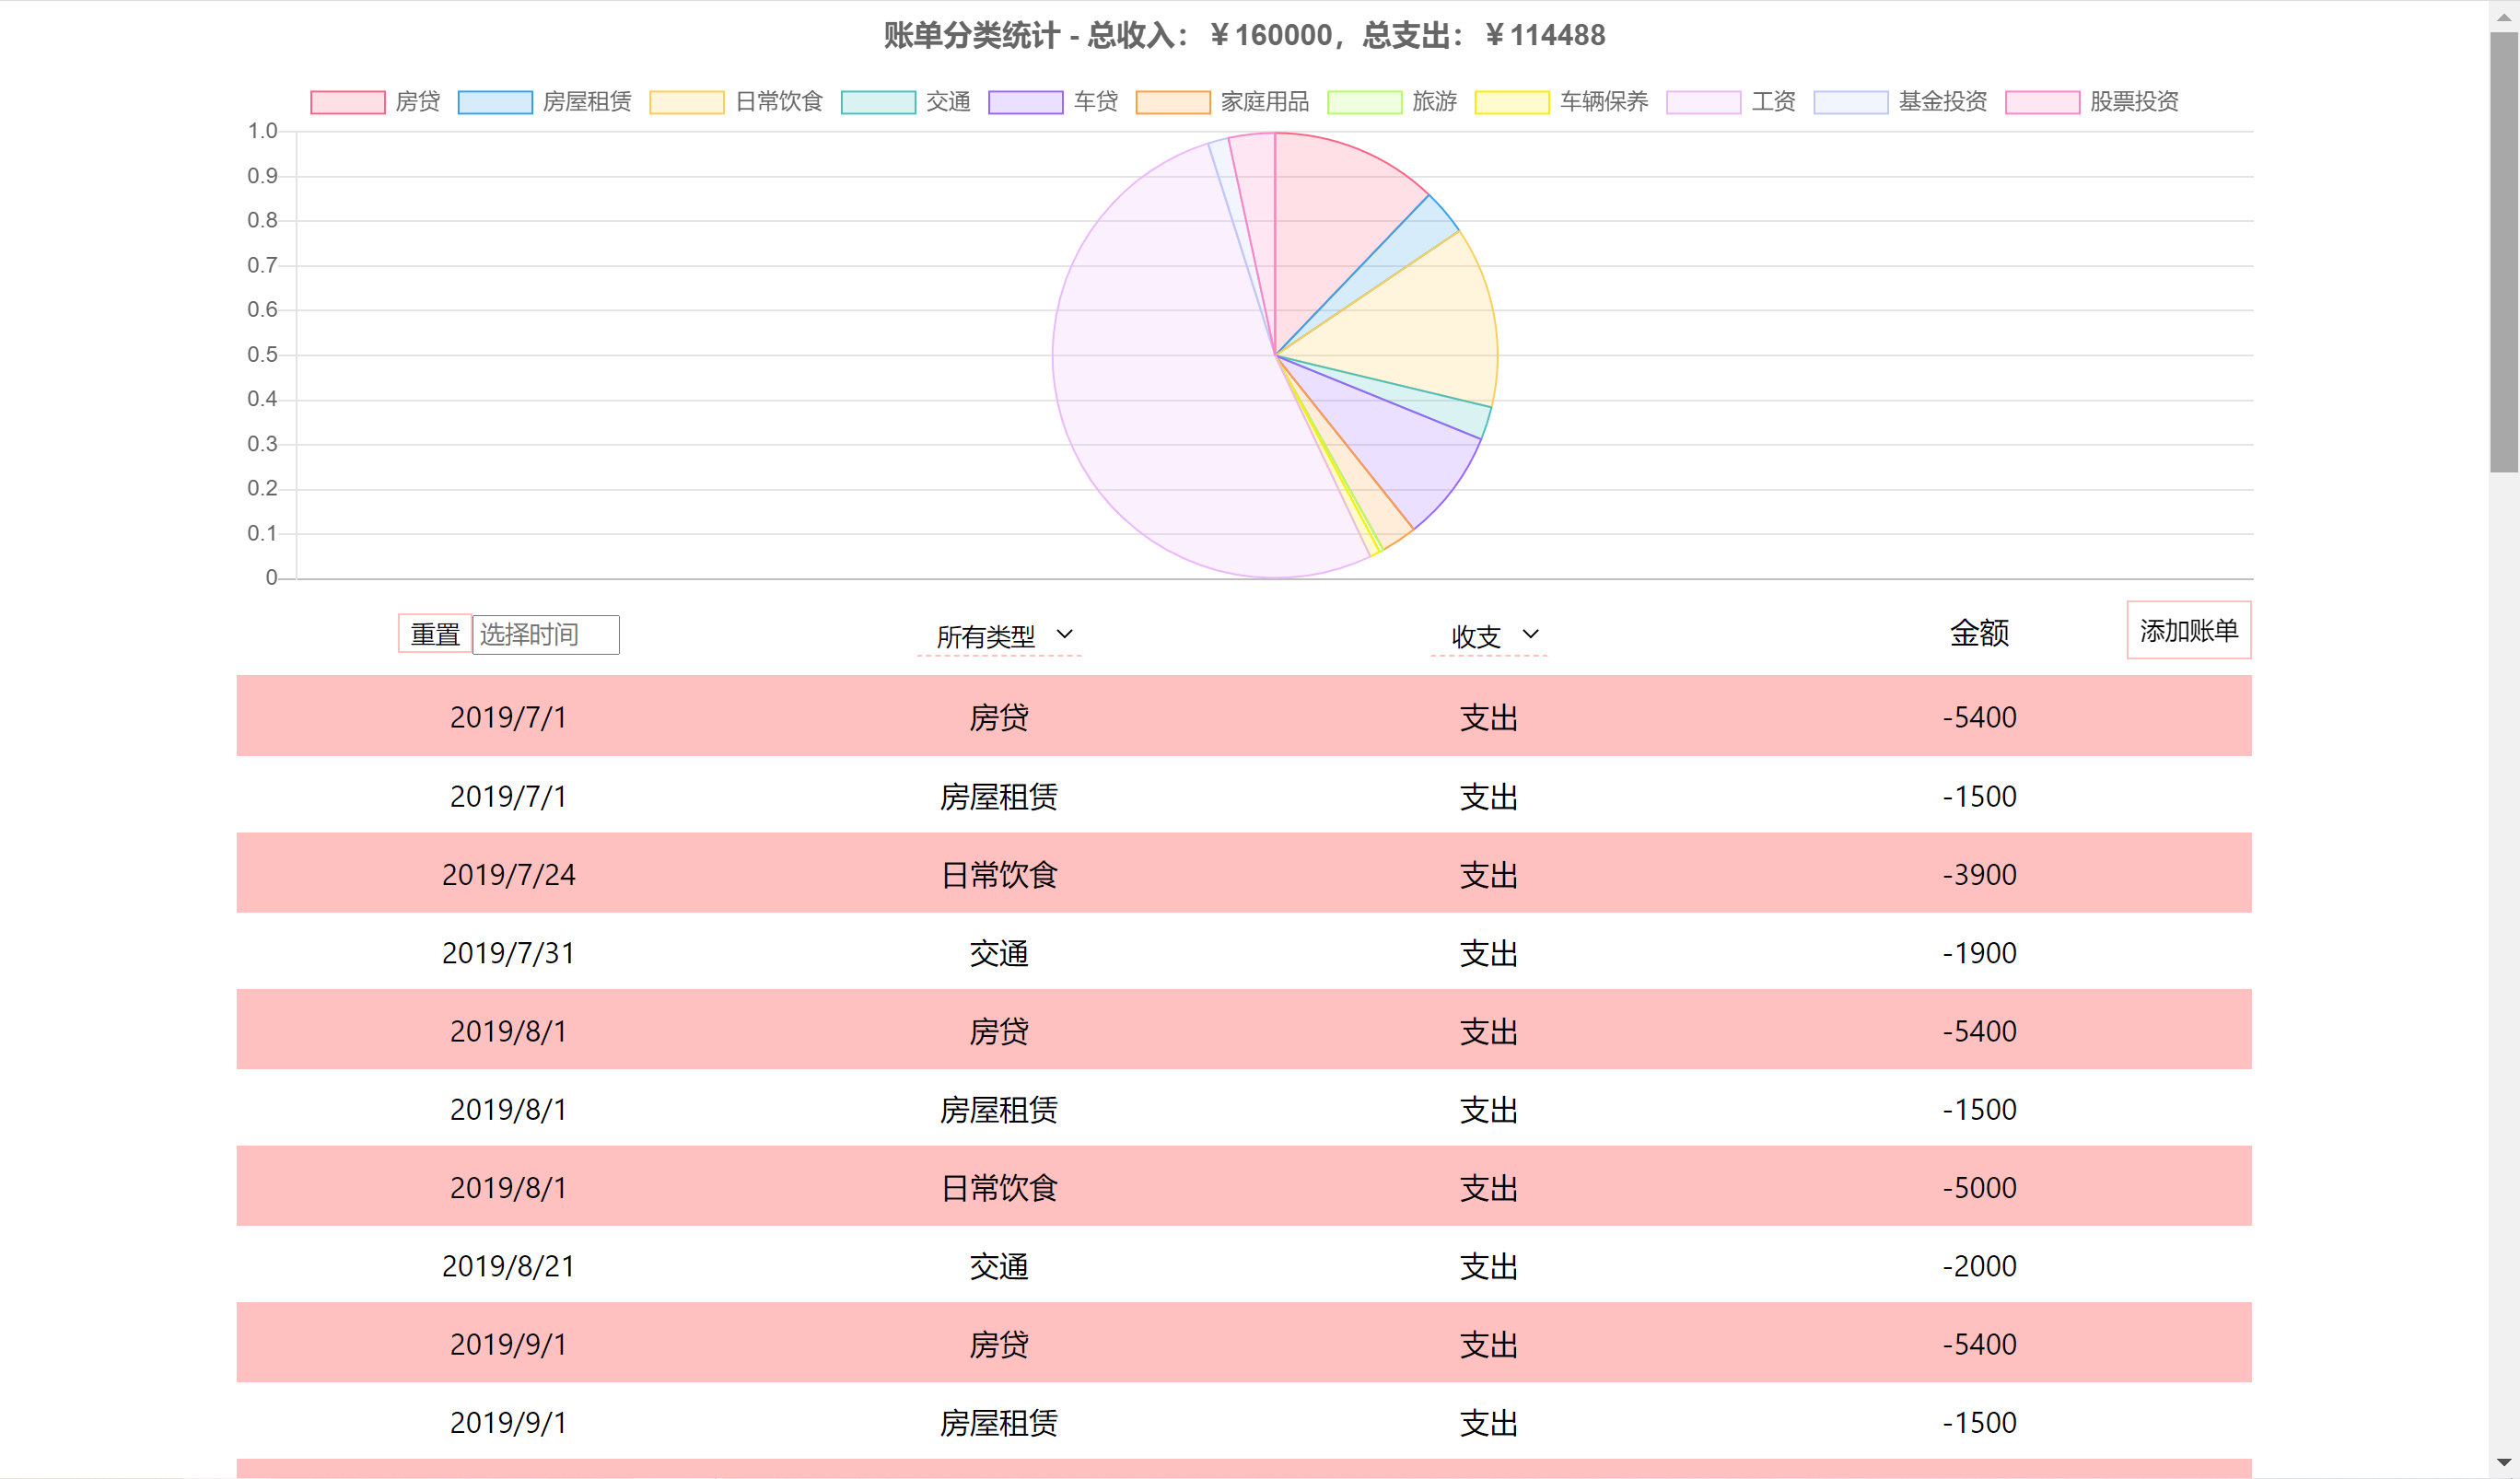 账单分类统计 - 总收入：￥160000，总支出：￥114488
房贷 房屋租赁 日常饮食 交通 车贷 家庭用品 旅游 车辆保养 工资 基金投资 股票投资
1.0
0.9
0.8
0.7
0.6
0.5
0.4
0.3
0.2
0.1
0
重置 选择时间 所有类型 收支 金额 添加账单
2019/7/1 房贷 支出 -5400
2019/7/1 房屋租赁 支出 -1500
2019/7/24 日常饮食 支出 -3900
2019/7/31 交通 支出 -1900
2019/8/1 房贷 支出 -5400
2019/8/1 房屋租赁 支出 -1500
2019/8/1 日常饮食 支出 -5000
2019/8/21 交通 支出 -2000
2019/9/1 房贷 支出 -5400
2019/9/1 房屋租赁 支出 -1500